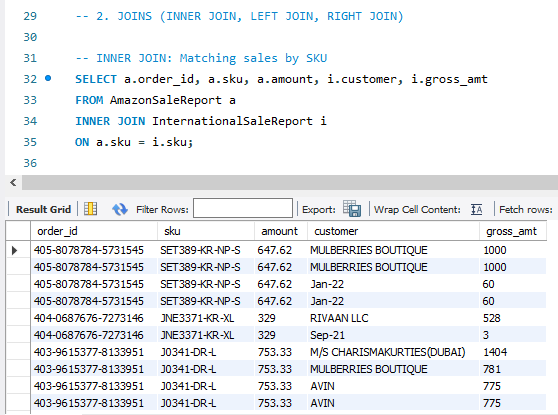 29 -- 2. JOINS (INNER JOIN, LEFT JOIN, RIGHT JOIN)
30
31 -- INNER JOIN: Matching sales by SKU
32 SELECT a.order_id, a.sku, a.amount, i.customer, i.gross_amt
33 FROM AmazonSaleReport a
34 INNER JOIN InternationalSaleReport i
35 ON a.sku = i.sku;
36
Result Grid Filter Rows: Export: Wrap Cell Content: IA Fetch rows:
order_id sku amount customer gross_amt
405-8078784-5731545 SET389-KR-NP-S 647.62 MULBERRIES BOUTIQUE 1000
405-8078784-5731545 SET389-KR-NP-S 647.62 MULBERRIES BOUTIQUE 1000
405-8078784-5731545 SET389-KR-NP-S 647.62 Jan-22 60
405-8078784-5731545 SET389-KR-NP-S 647.62 Jan-22 60
404-0687676-7273146 JNE3371-KR-XL 329 RIVAAN LLC 528
404-0687676-7273146 JNE3371-KR-XL 329 Sep-21 3
403-9615377-8133951 J0341-DR-L 753.33 M/S CHARISMAKURTIES(DUBAI) 1404
403-9615377-8133951 J0341-DR-L 753.33 MULBERRIES BOUTIQUE 781
403-9615377-8133951 J0341-DR-L 753.33 AVIN 775
403-9615377-8133951 J0341-DR-L 753.33 AVIN 775